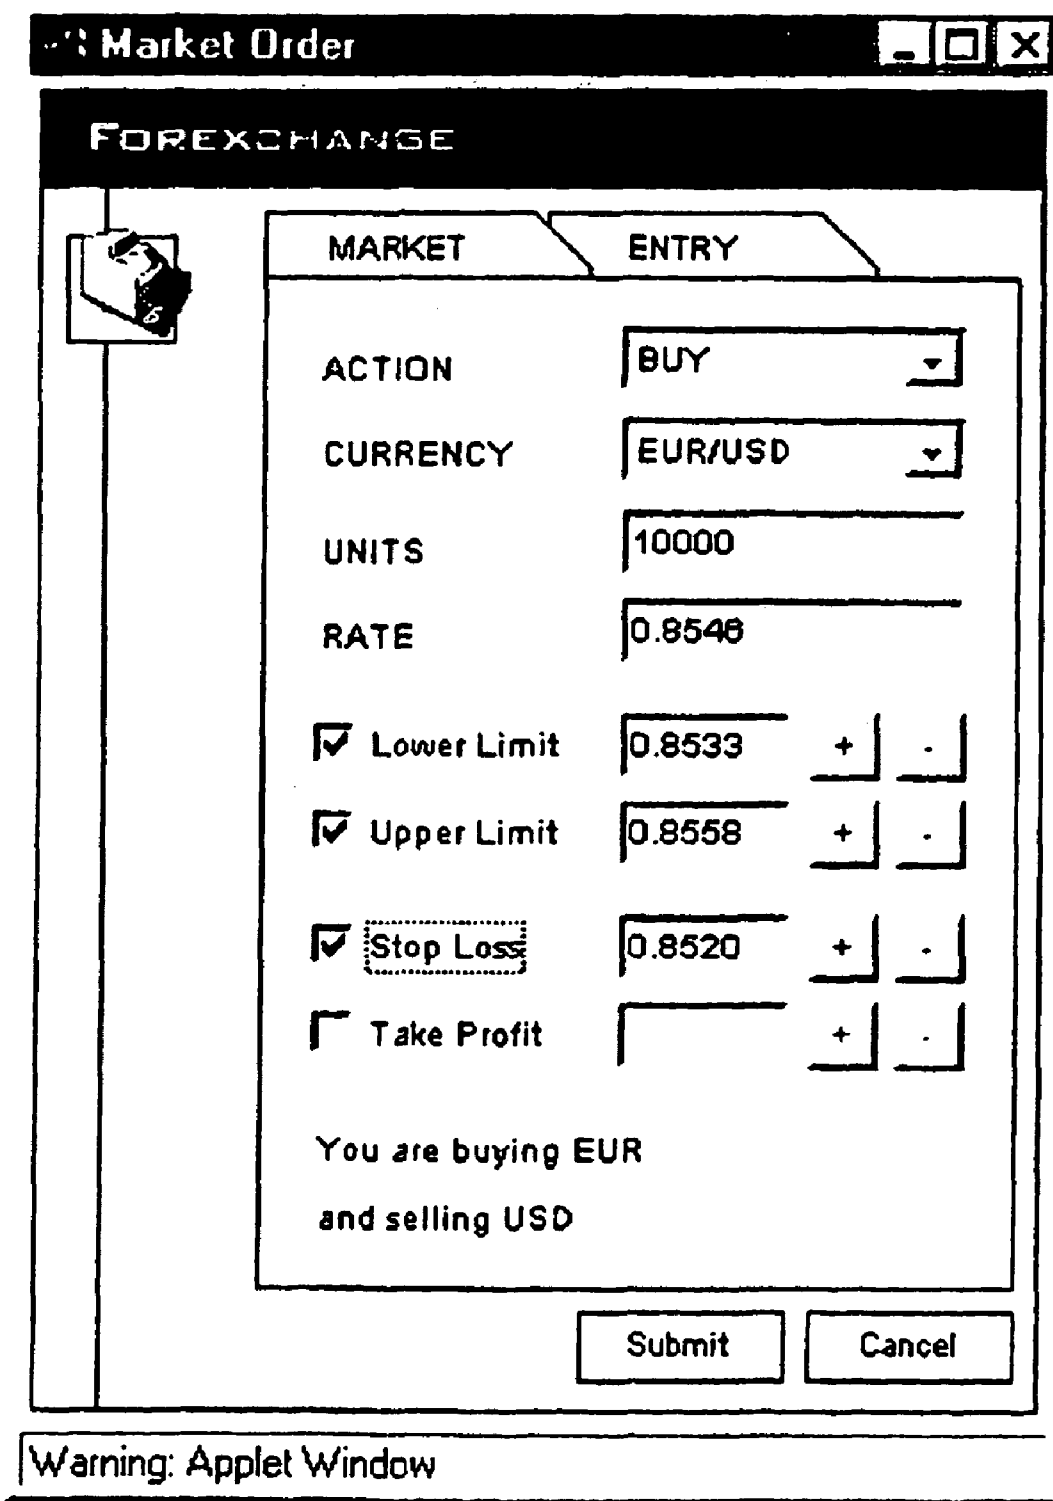 Market Order
FOREXCHANGE
MARKET ENTRY
ACTION BUY
CURRENCY EUR/USD
UNITS 10000
RATE 0.8546
Lower Limit 0.8533 + -
Upper Limit 0.8558 + -
Stop Loss 0.8520 + -
Take Profit + -
You are buying EUR
and selling USD
Submit Cancel
Warning: Applet Window